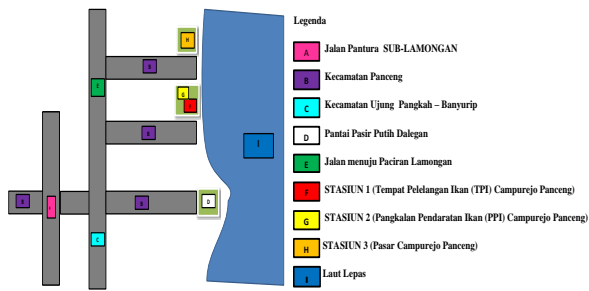 Legenda
A Jalan Pantura SUB-LAMONGAN
B Kecamatan Panceng
C Kecamatan Ujung Pangkah – Banyurip
D Pantai Pasir Putih Dalegan
E Jalan menuju Paciran Lamongan
F STASIUN 1 (Tempat Pelelangan Ikan (TPI) Campurejo Panceng)
G STASIUN 2 (Pangkalan Pendaratan Ikan (PPI) Campurejo Panceng)
H STASIUN 3 (Pasar Campurejo Panceng)
I Laut Lepas
H
B
E
G
F
B
I
B
A
B
D
C